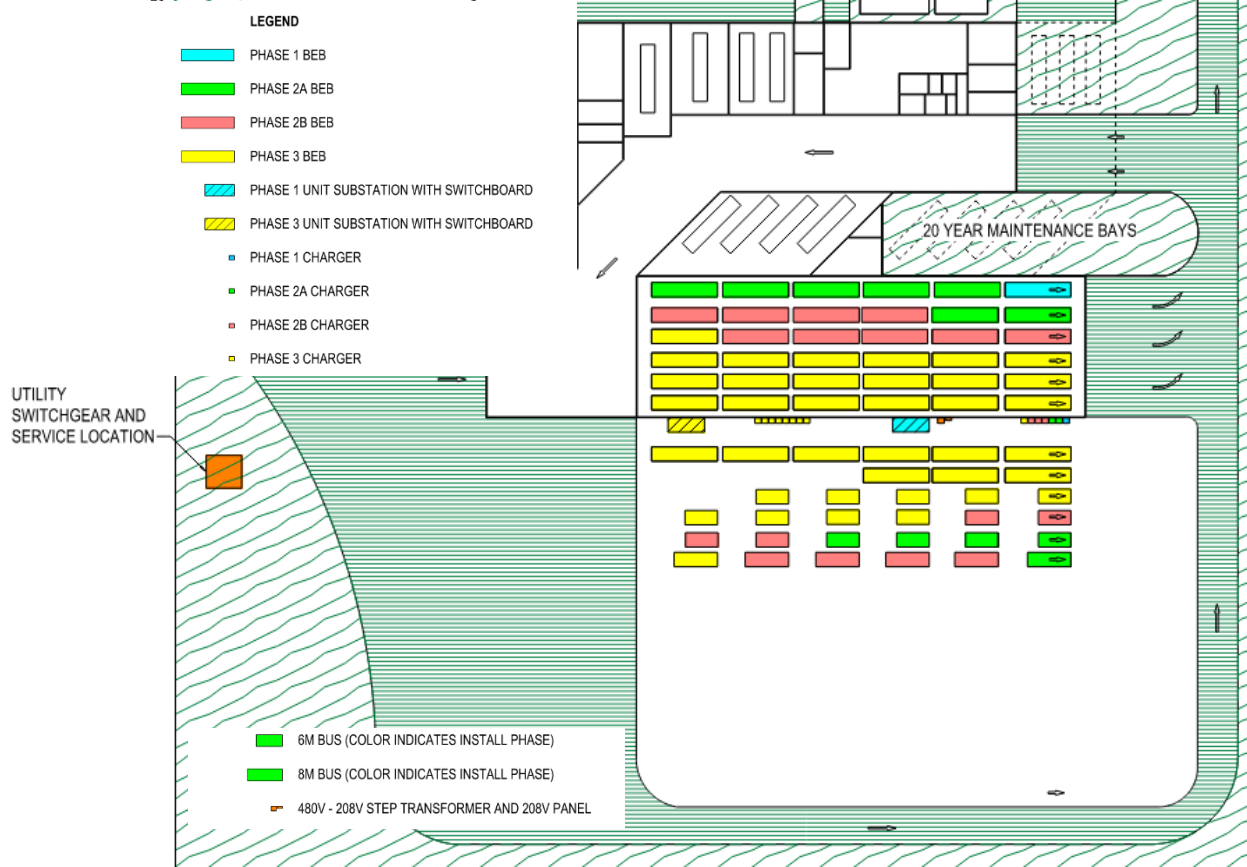 LEGEND
PHASE 1 BEB
PHASE 2A BEB
PHASE 2B BEB
PHASE 3 BEB
PHASE 1 UNIT SUBSTATION WITH SWITCHBOARD
PHASE 3 UNIT SUBSTATION WITH SWITCHBOARD
PHASE 1 CHARGER
PHASE 2A CHARGER
PHASE 2B CHARGER
PHASE 3 CHARGER
20 YEAR MAINTENANCE BAYS
UTILITY
SWITCHGEAR AND
SERVICE LOCATION
6M BUS (COLOR INDICATES INSTALL PHASE)
8M BUS (COLOR INDICATES INSTALL PHASE)
480V - 208V STEP TRANSFORMER AND 208V PANEL